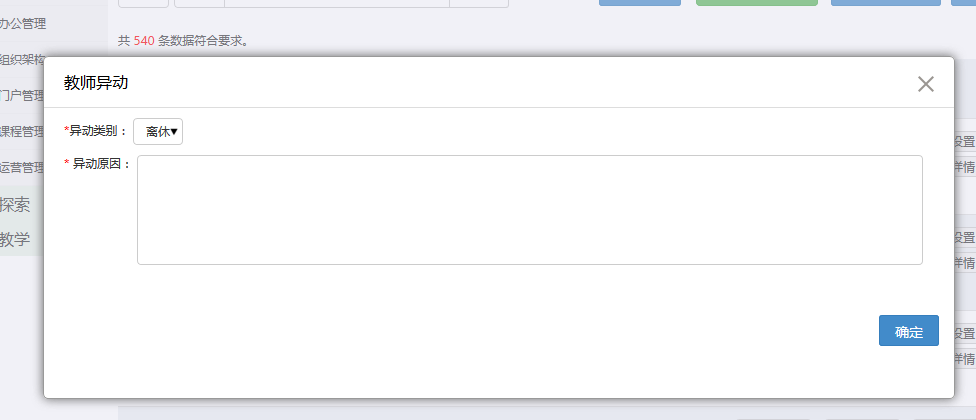 办公管理
共 540 条数据符合要求。
组织架构
教师异动
门户管理
*异动类别： 离休▼
课程管理
设置
* 异动原因：
运营管理
详情
探索
教学
设置
详情
确定
设置
详情